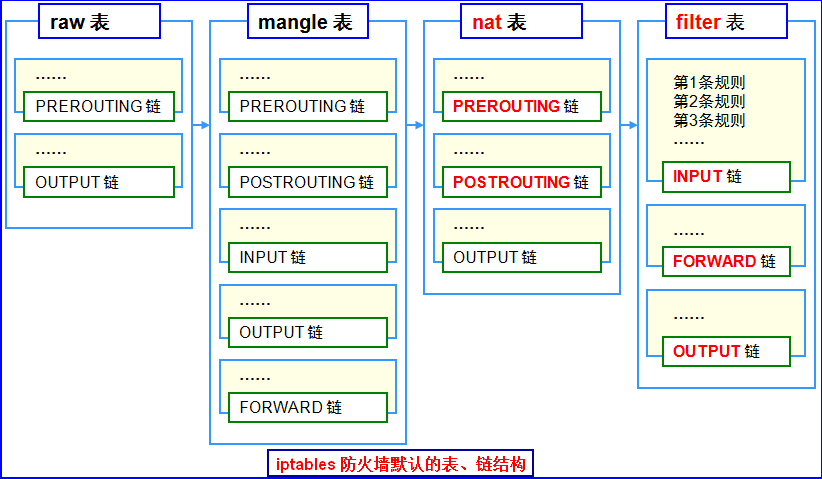 raw 表
……
PREROUTING 链
……
OUTPUT 链
mangle 表
……
PREROUTING 链
……
POSTROUTING 链
……
INPUT 链
……
OUTPUT 链
……
FORWARD 链
nat 表
……
PREROUTING 链
……
POSTROUTING 链
……
OUTPUT 链
filter 表
第1条规则
第2条规则
第3条规则
……
INPUT 链
……
FORWARD 链
……
OUTPUT 链
iptables 防火墙默认的表、链结构